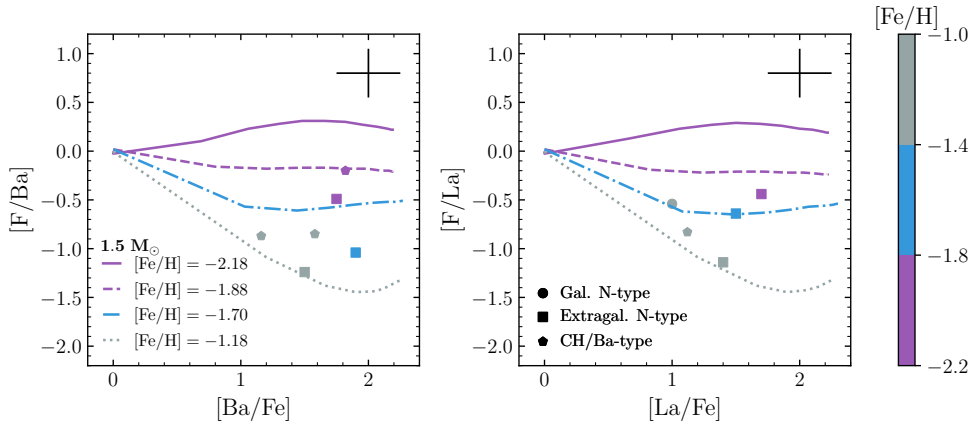 [Fe/H]
1.0
0.5
0.0
−0.5
−1.0
−1.5
−2.0
[F/Ba]
1.5 M⊙
[Fe/H] = −2.18
[Fe/H] = −1.88
[Fe/H] = −1.70
[Fe/H] = −1.18
0 1 2
[Ba/Fe]
1.0
0.5
0.0
−0.5
−1.0
−1.5
−2.0
[F/La]
Gal. N-type
Extragal. N-type
CH/Ba-type
0 1 2
[La/Fe]
−1.0
−1.4
−1.8
−2.2